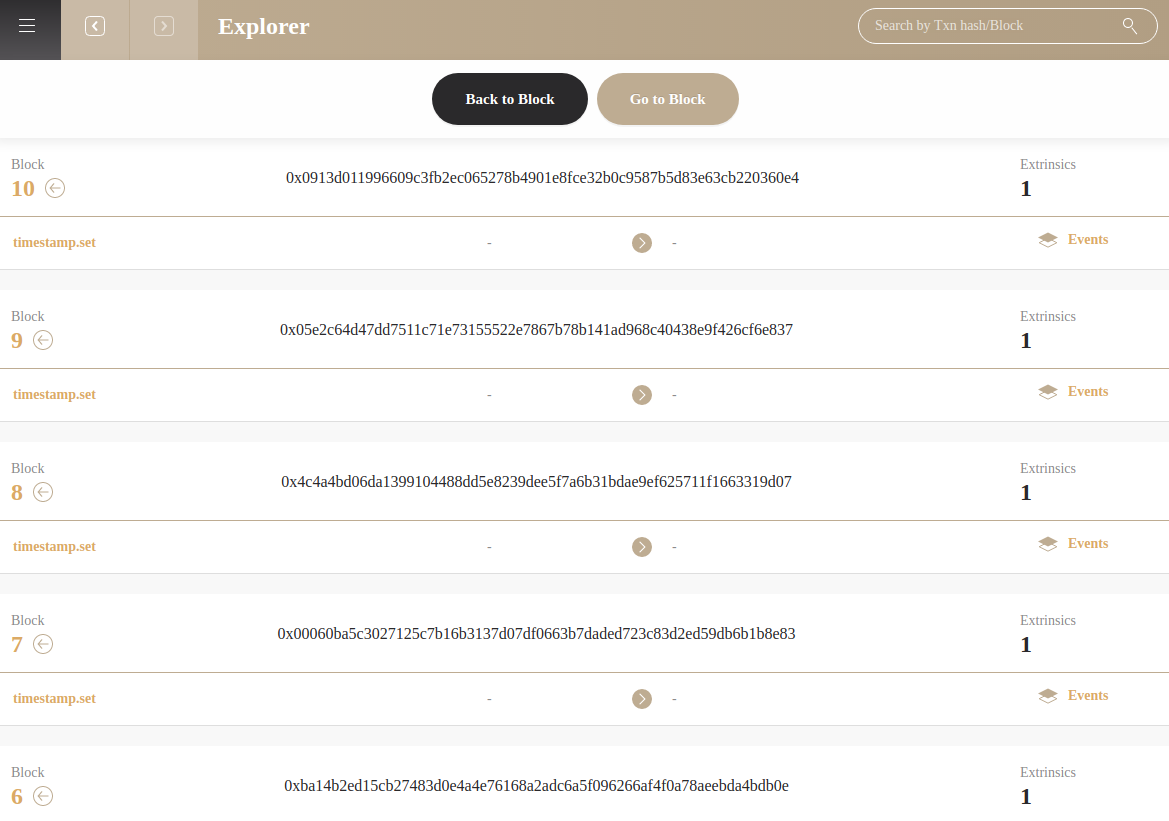 Explorer
Search by Txn hash/Block
Back to Block
Go to Block
Block
10
0x0913d011996609c3fb2ec065278b4901e8fce32b0c9587b5d83e63cb220360e4
Extrinsics
1
timestamp.set - - Events
Block
9
0x05e2c64d47dd7511c71e73155522e7867b78b141ad968c40438e9f426cf6e837
Extrinsics
1
timestamp.set - - Events
Block
8
0x4c4a4bd06da1399104488dd5e8239dee5f7a6b31bdae9ef625711f1663319d07
Extrinsics
1
timestamp.set - - Events
Block
7
0x00060ba5c3027125c7b16b3137d07df0663b7daded723c83d2ed59db6b1b8e83
Extrinsics
1
timestamp.set - - Events
Block
6
0xba14b2ed15cb27483d0e4a4e76168a2adc6a5f096266af4f0a78aeebda4bdb0e
Extrinsics
1